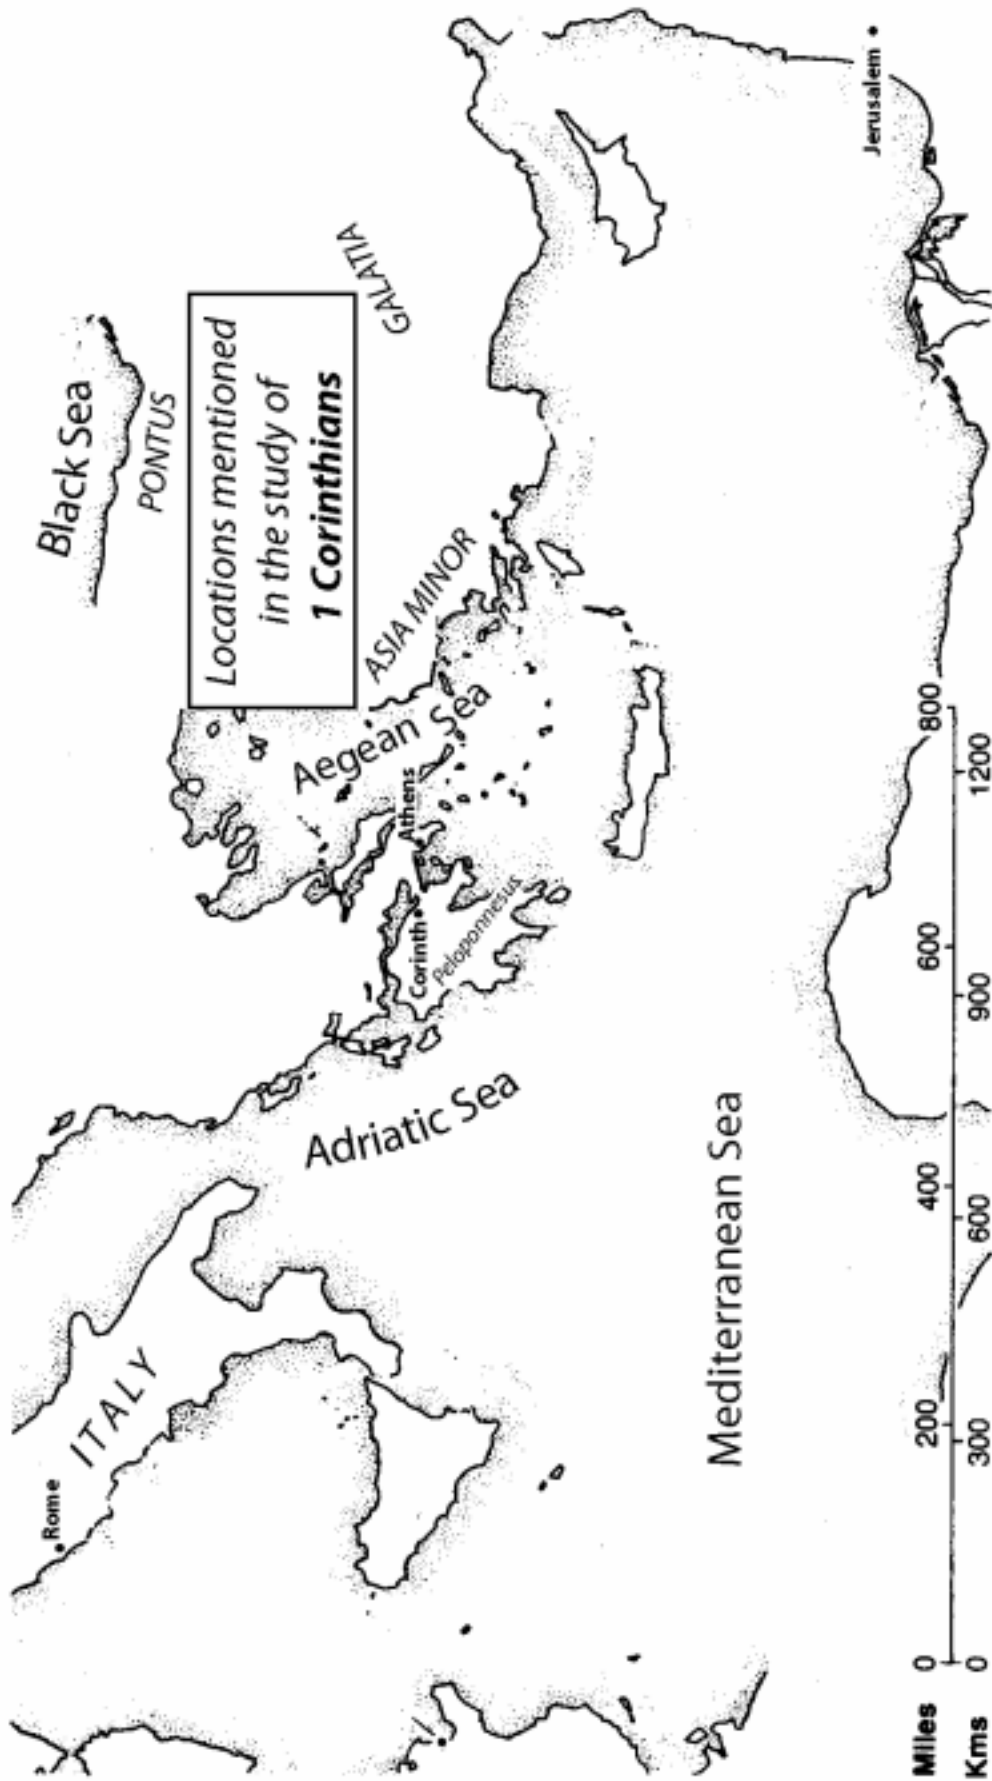 Black Sea
PONTUS
Locations mentioned
in the study of
1 Corinthians
GALATIA
Rome
ITALY
ASIA MINOR
Aegean Sea
Athens
Corinth
Peloponnesus
Adriatic Sea
Mediterranean Sea
Jerusalem
Miles 0 200 400 600 800
Kms 0 300 600 900 1200